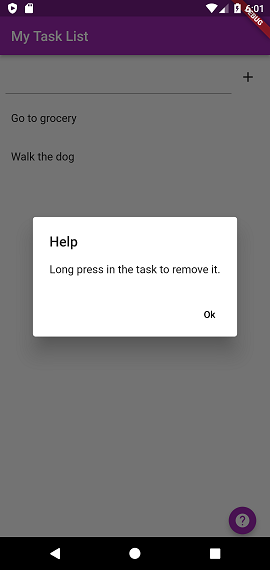 6:01
DEBUG
My Task List
+
Go to grocery
Walk the dog
Help
Long press in the task to remove it.
Ok
?